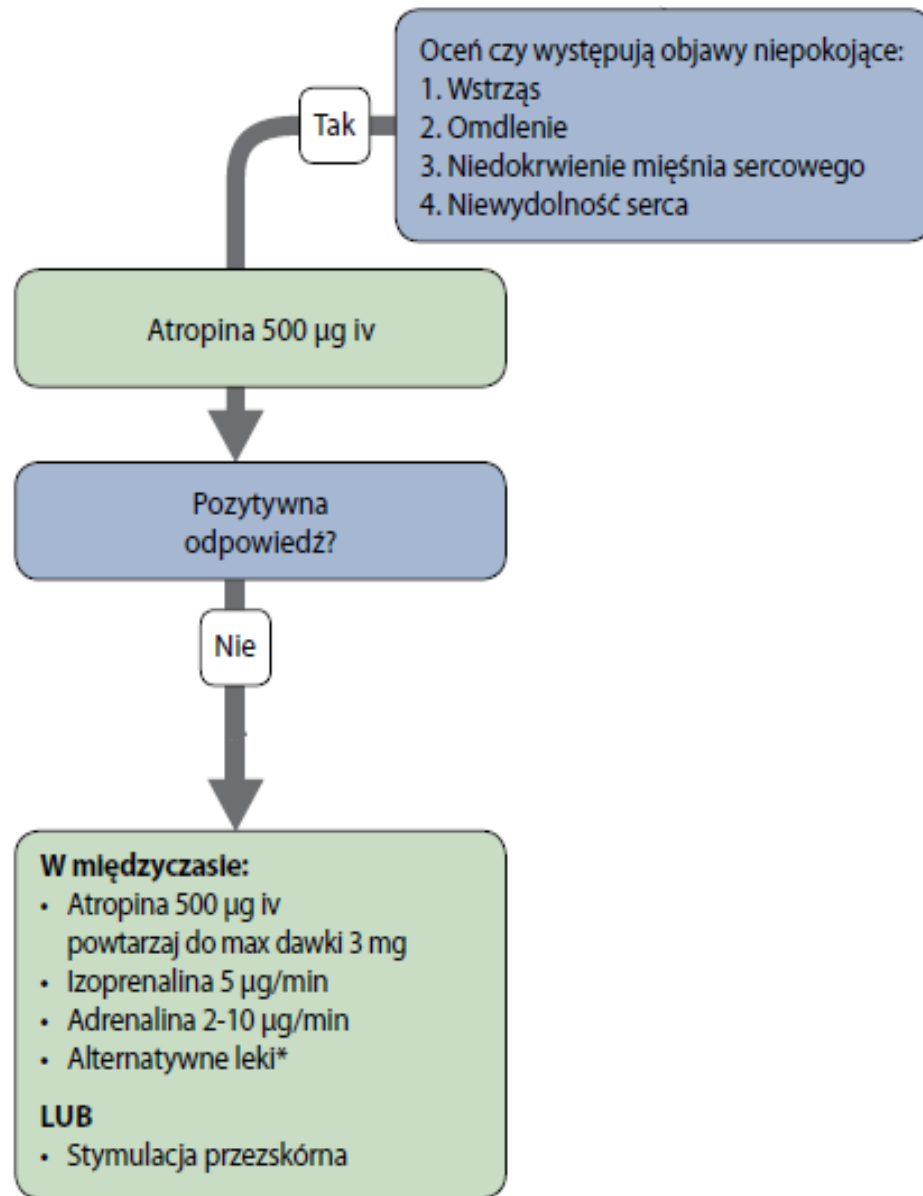 Oceń czy występują objawy niepokojące:
1. Wstrząs
2. Omdlenie
3. Niedokrwienie mięśnia sercowego
4. Niewydolność serca
Tak
Atropina 500 µg iv
Pozytywna
odpowiedź?
Nie
W międzyczasie:
• Atropina 500 µg iv
powtarzaj do max dawki 3 mg
• Izoprenalina 5 µg/min
• Adrenalina 2-10 µg/min
• Alternatywne leki*
LUB
• Stymulacja przezskórna